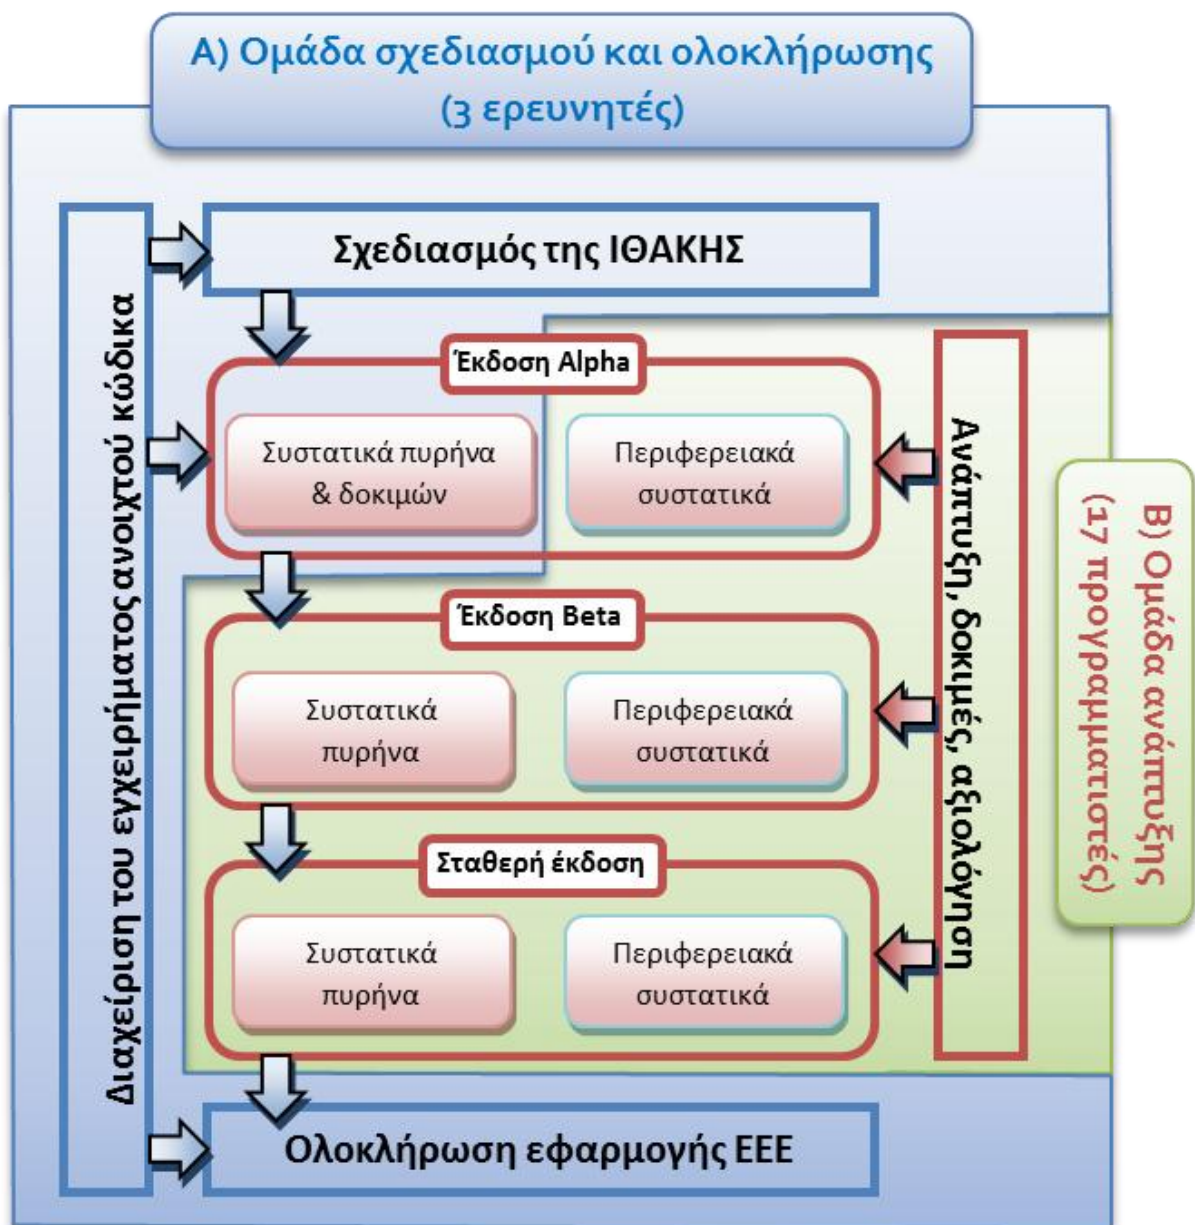 Α) Ομάδα σχεδιασμού και ολοκλήρωσης
(3 ερευνητές)
Διαχείριση του εγχειρήματος ανοιχτού κώδικα
Σχεδιασμός της ΙΘΑΚΗΣ
Έκδοση Alpha
Συστατικά πυρήνα
& δοκιμών
Περιφερειακά
συστατικά
Έκδοση Beta
Συστατικά
πυρήνα
Περιφερειακά
συστατικά
Σταθερή έκδοση
Συστατικά
πυρήνα
Περιφερειακά
συστατικά
Ολοκλήρωση εφαρμογής ΕΕΕ
Ανάπτυξη, δοκιμές, αξιολόγηση
Β) Ομάδα ανάπτυξης
(17 προγραμματιστές)